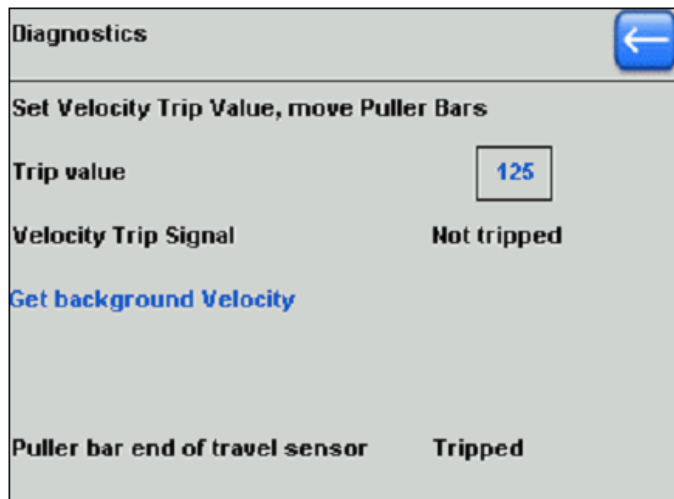 Diagnostics
Set Velocity Trip Value, move Puller Bars
Trip value 125
Velocity Trip Signal Not tripped
Get background Velocity
Puller bar end of travel sensor Tripped